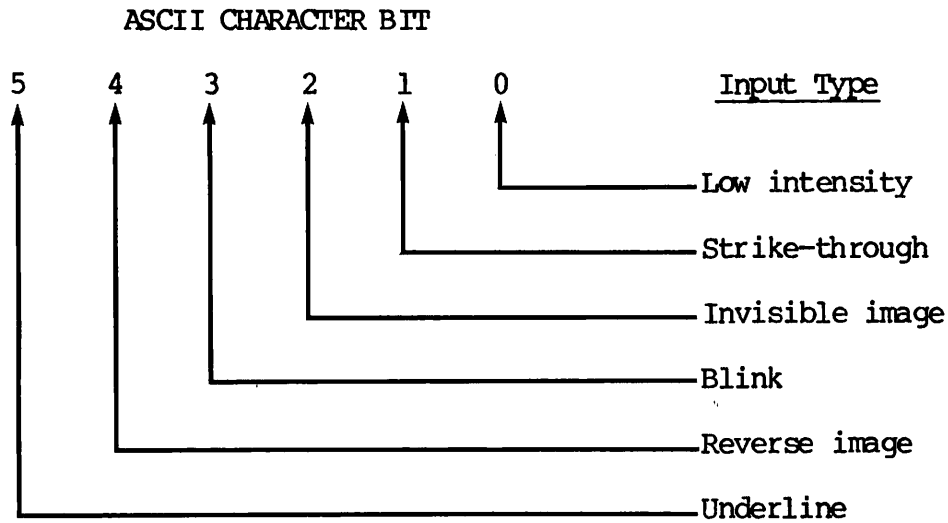 ASCII CHARACTER BIT
5 4 3 2 1 0 Input Type
Low intensity
Strike-through
Invisible image
Blink
Reverse image
Underline